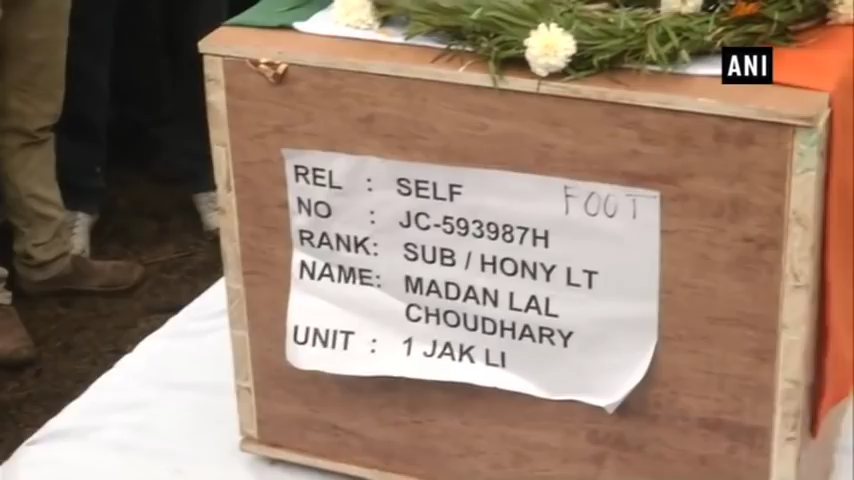 ANI
REL : SELF FOOT
NO : JC-593987H
RANK: SUB / HONY LT
NAME: MADAN LAL
CHOUDHARY
UNIT : 1 JAK LI